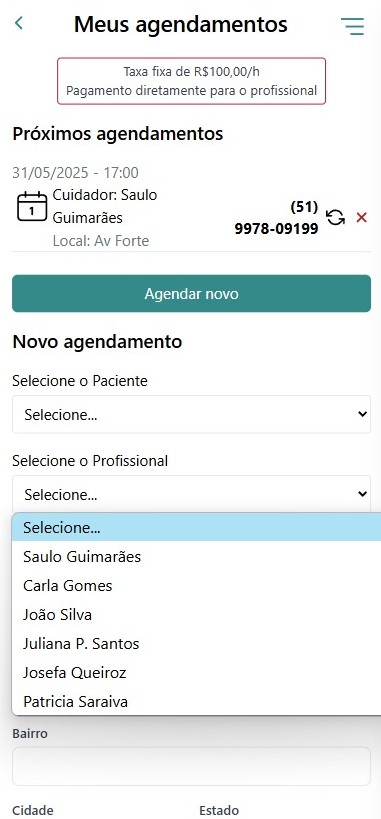 Meus agendamentos
Taxa fixa de R$100,00/h
Pagamento diretamente para o profissional
Próximos agendamentos
31/05/2025 - 17:00
1
Cuidador: Saulo
Guimarães
Local: Av Forte
(51)
9978-09199
Agendar novo
Novo agendamento
Selecione o Paciente
Selecione...
Selecione o Profissional
Selecione...
Selecione...
Saulo Guimarães
Carla Gomes
João Silva
Juliana P. Santos
Josefa Queiroz
Patricia Saraiva
Bairro
Cidade Estado